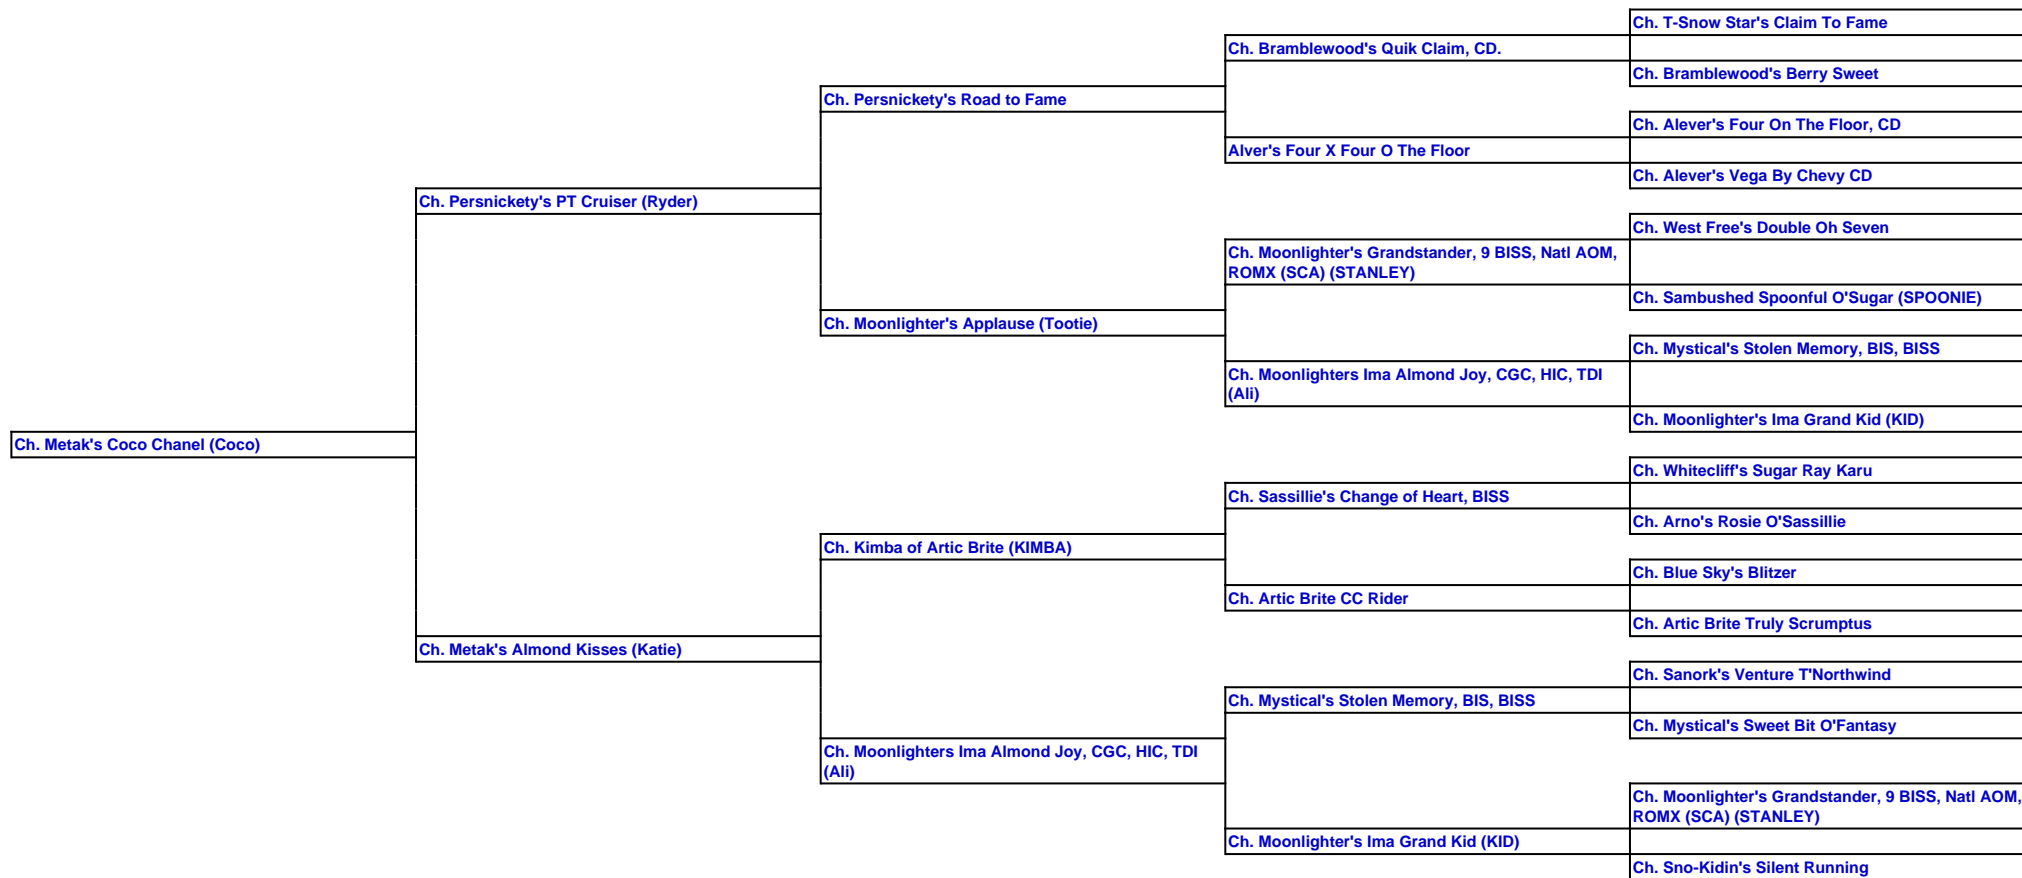 Ch. T-Snow Star's Claim To Fame
Ch. Bramblewood's Quik Claim, CD.
Ch. Bramblewood's Berry Sweet
Ch. Persnickety's Road to Fame
Ch. Alever's Four On The Floor, CD
Alver's Four X Four O The Floor
Ch. Alever's Vega By Chevy CD
Ch. Persnickety's PT Cruiser (Ryder)
Ch. West Free's Double Oh Seven
Ch. Moonlighter's Grandstander, 9 BISS, Natl AOM,
ROMX (SCA) (STANLEY)
Ch. Sambushed Spoonful O'Sugar (SPOONIE)
Ch. Moonlighter's Applause (Tootie)
Ch. Mystical's Stolen Memory, BIS, BISS
Ch. Moonlighters Ima Almond Joy, CGC, HIC, TDI
(Ali)
Ch. Moonlighter's Ima Grand Kid (KID)
Ch. Metak's Coco Chanel (Coco)
Ch. Whitecliff's Sugar Ray Karu
Ch. Sassillie's Change of Heart, BISS
Ch. Arno's Rosie O'Sassillie
Ch. Kimba of Artic Brite (KIMBA)
Ch. Blue Sky's Blitzer
Ch. Artic Brite CC Rider
Ch. Artic Brite Truly Scrumptus
Ch. Metak's Almond Kisses (Katie)
Ch. Sanork's Venture T'Northwind
Ch. Mystical's Stolen Memory, BIS, BISS
Ch. Mystical's Sweet Bit O'Fantasy
Ch. Moonlighters Ima Almond Joy, CGC, HIC, TDI
(Ali)
Ch. Moonlighter's Grandstander, 9 BISS, Natl AOM,
ROMX (SCA) (STANLEY)
Ch. Moonlighter's Ima Grand Kid (KID)
Ch. Sno-Kidin's Silent Running